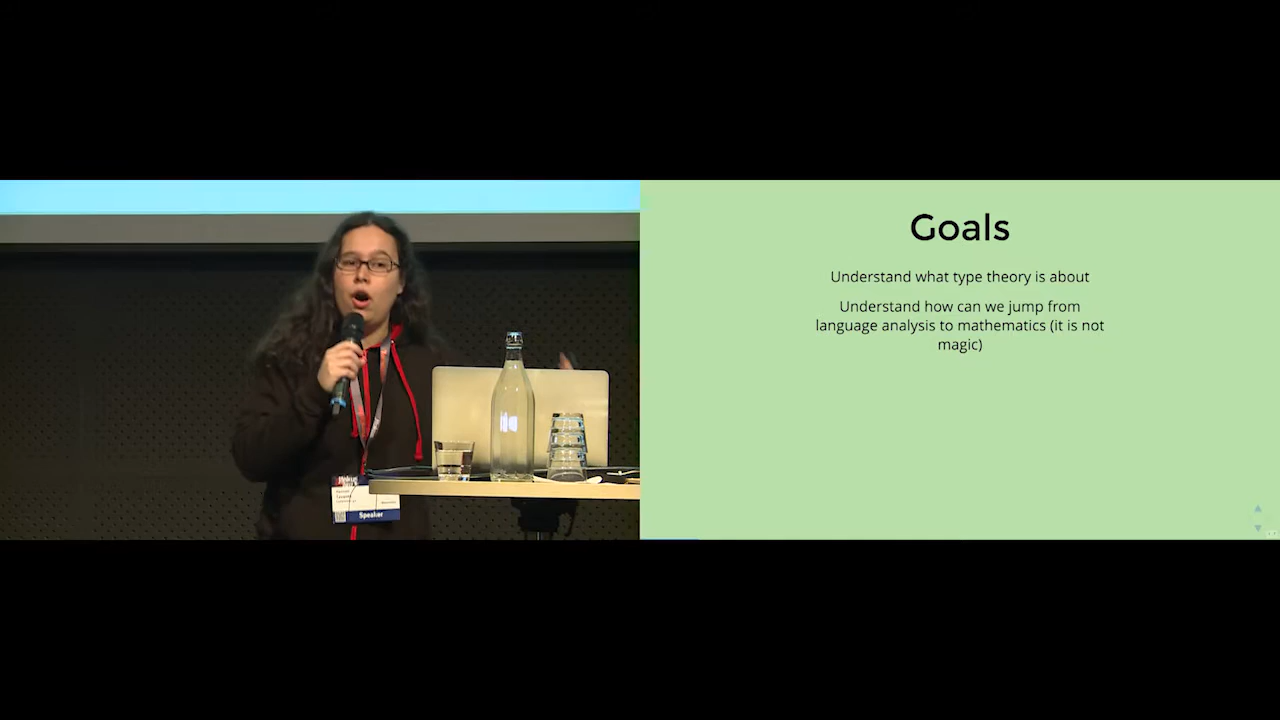 Goals
Understand what type theory is about
Understand how can we jump from
language analysis to mathematics (it is not
magic)
Speaker